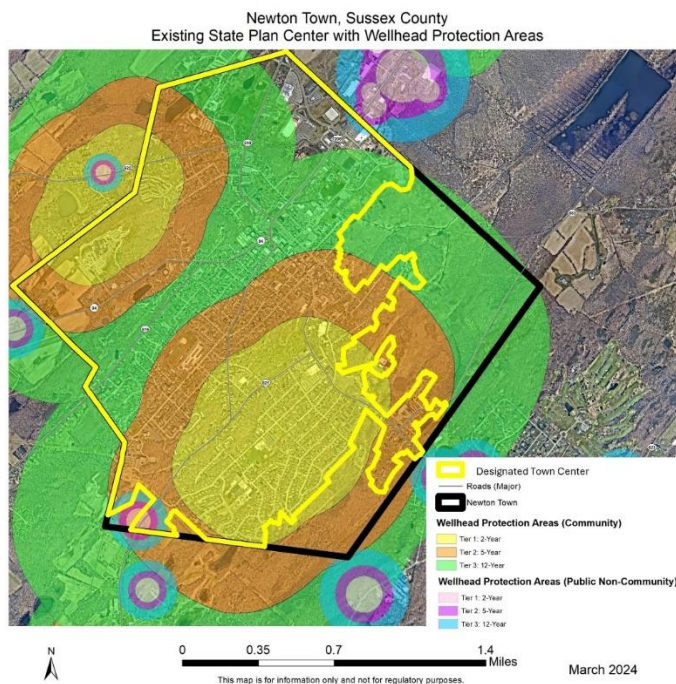 Newton Town, Sussex County
Existing State Plan Center with Wellhead Protection Areas
Designated Town Center
Roads (Major)
Newton Town
Wellhead Protection Areas (Community)
Tier 1: 2-Year
Tier 2: 5-Year
Tier 3: 12-Year
Wellhead Protection Areas (Public Non-Community)
Tier 1: 2-Year
Tier 2: 5-Year
Tier 3: 12-Year
N
0 0.35 0.7 1.4
Miles
This map is for information only and not for regulatory purposes.
March 2024